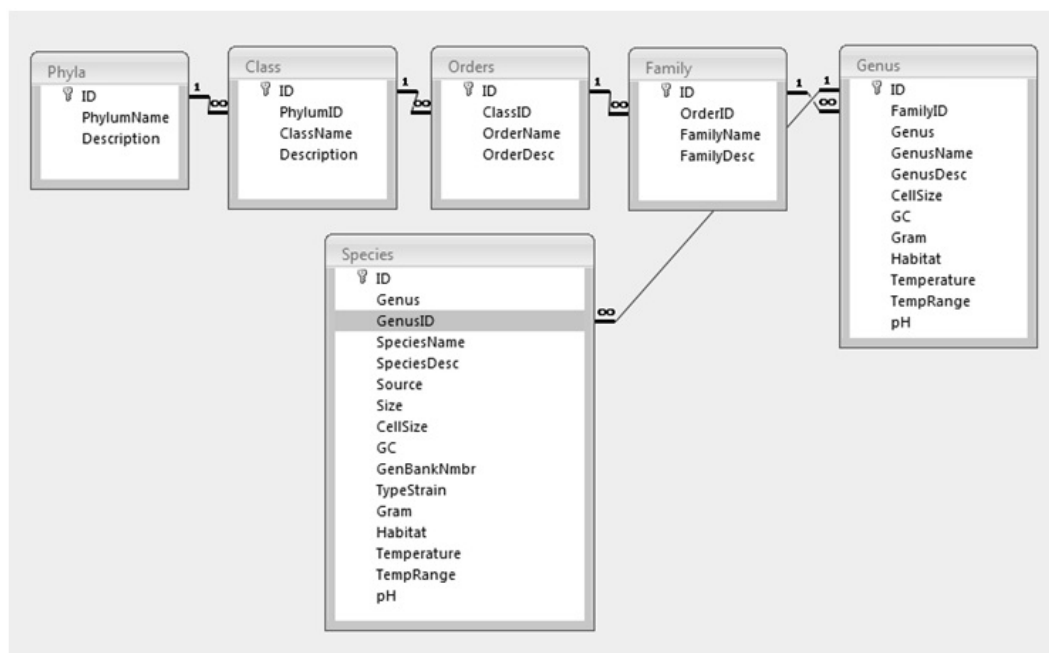 Phyla
ID
PhylumName
Description
1
∞
Class
ID
PhylumID
ClassName
Description
1
∞
Orders
ID
ClassID
OrderName
OrderDesc
1
∞
Family
ID
OrderID
FamilyName
FamilyDesc
1
1
∞
Genus
ID
FamilyID
Genus
GenusName
GenusDesc
CellSize
GC
Gram
Habitat
Temperature
TempRange
pH
Species
ID
Genus
GenusID
SpeciesName
SpeciesDesc
Source
Size
CellSize
GC
GenBankNmbr
TypeStrain
Gram
Habitat
Temperature
TempRange
pH
∞